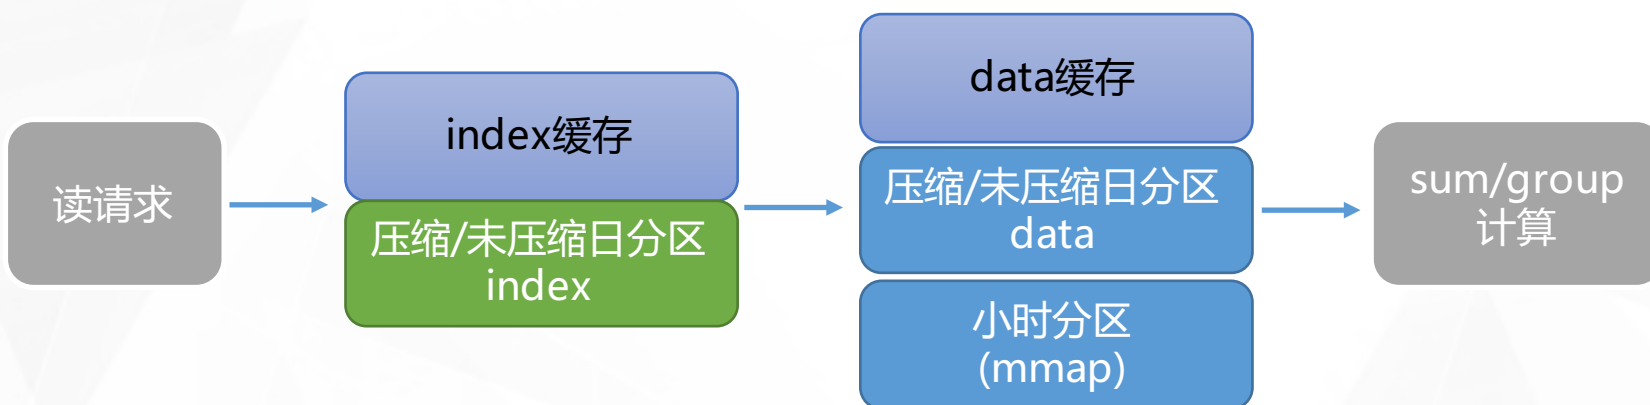 读请求
index缓存
压缩/未压缩日分区
index
data缓存
压缩/未压缩日分区
data
小时分区
(mmap)
sum/group
计算